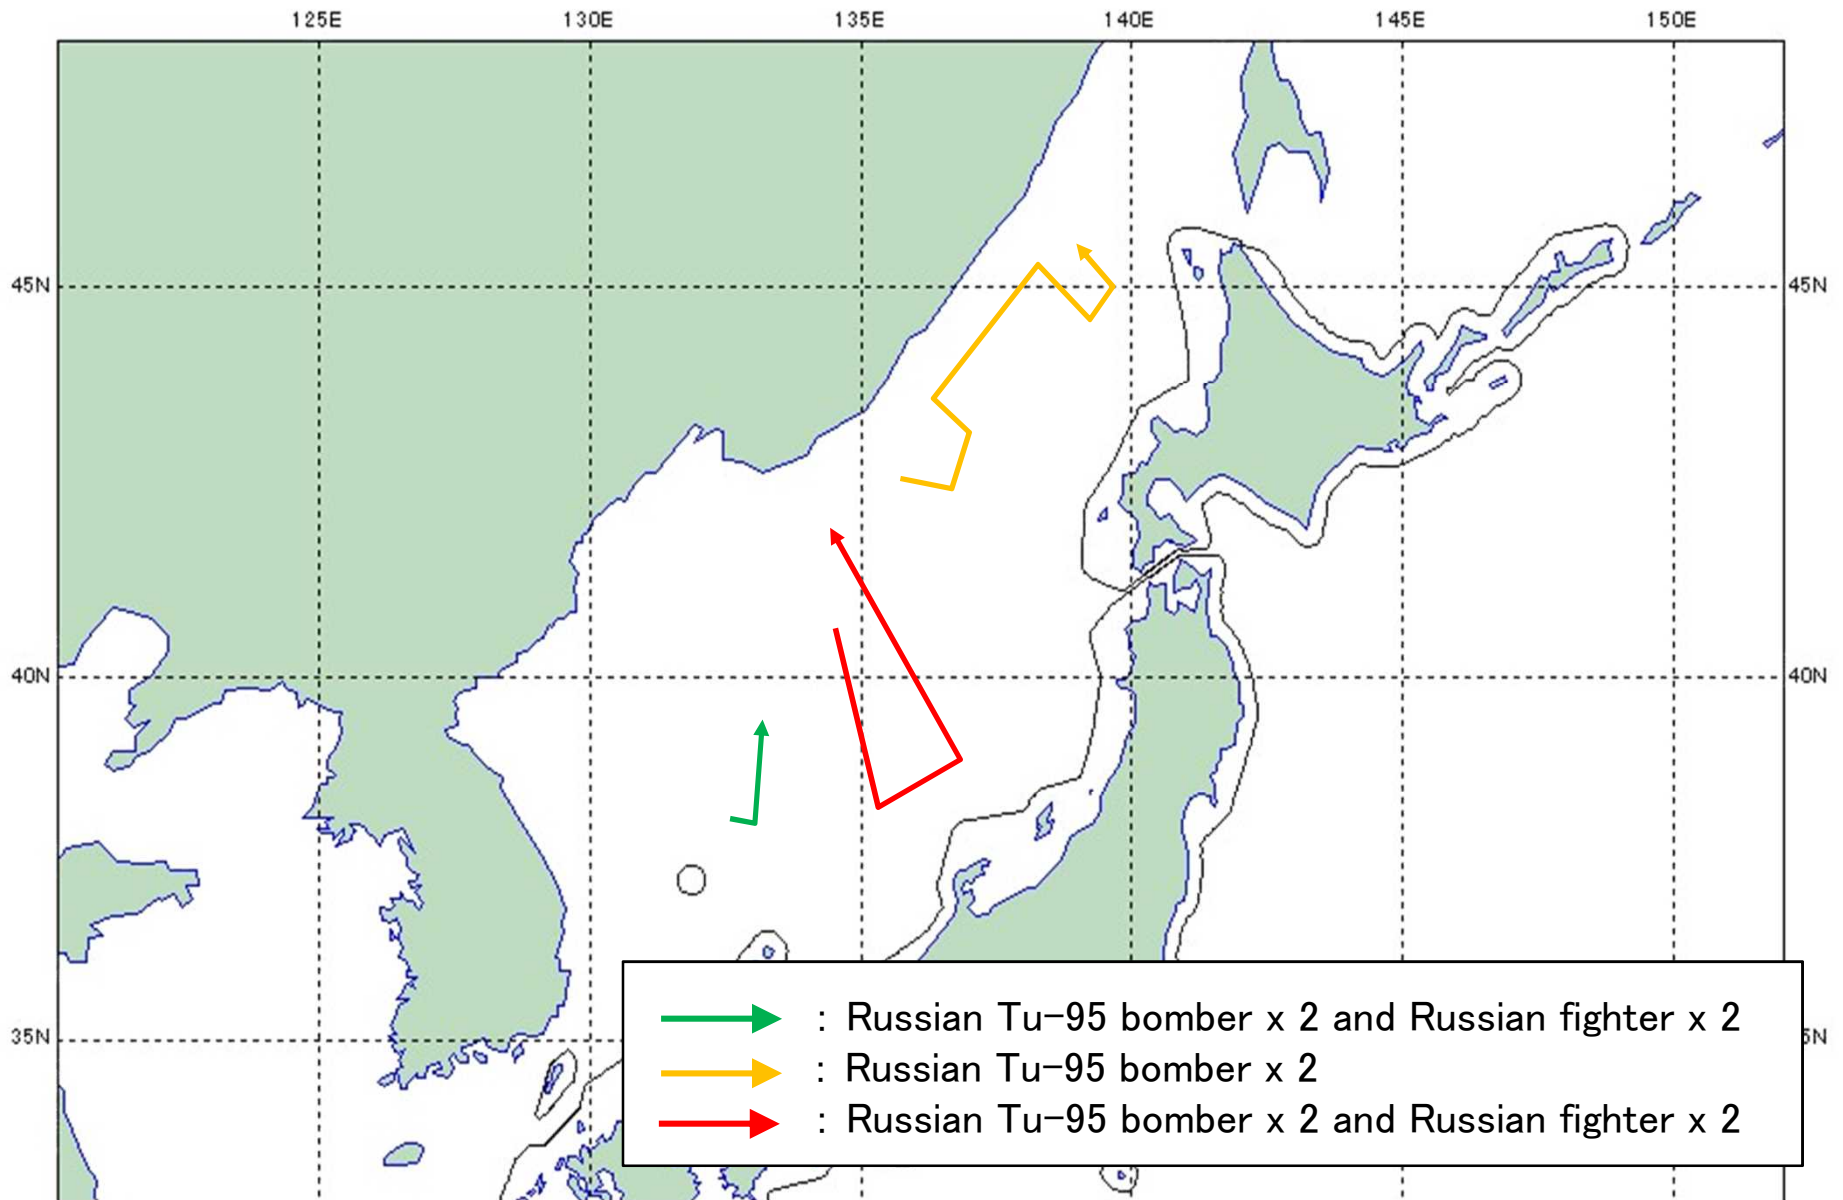 125E 130E 135E 140E 145E 150E
45N 45N
40N 40N
35N 5N
: Russian Tu-95 bomber x 2 and Russian fighter x 2
: Russian Tu-95 bomber x 2
: Russian Tu-95 bomber x 2 and Russian fighter x 2